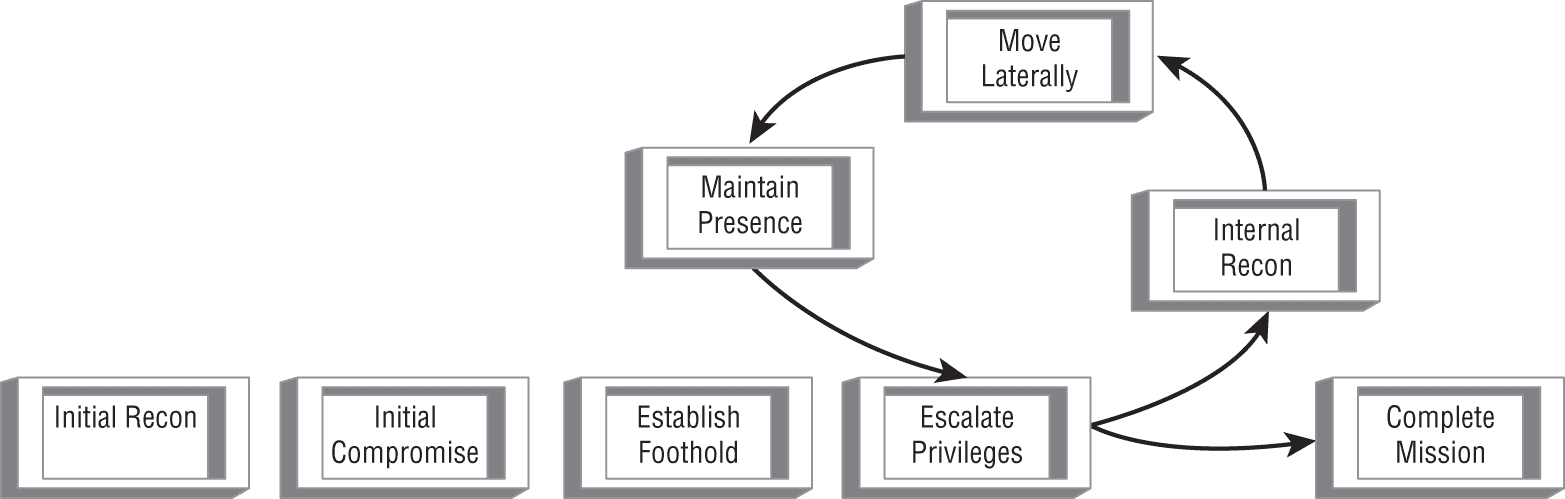 Move
Laterally
Maintain
Presence
Internal
Recon
Initial Recon
Initial
Compromise
Establish
Foothold
Escalate
Privileges
Complete
Mission